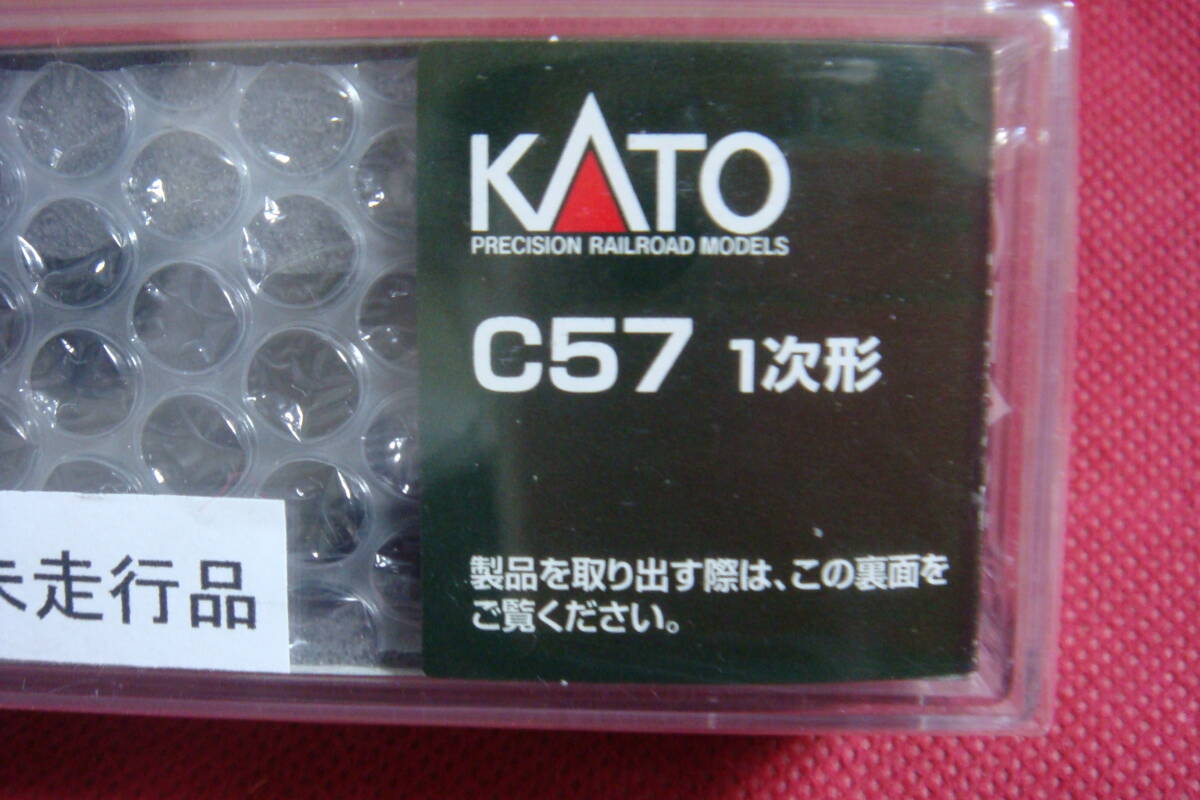 KATO
PRECISION RAILROAD MODELS
C57 1次形
製品を取り出す際は、この裏面を
ご覧ください。
未走行品